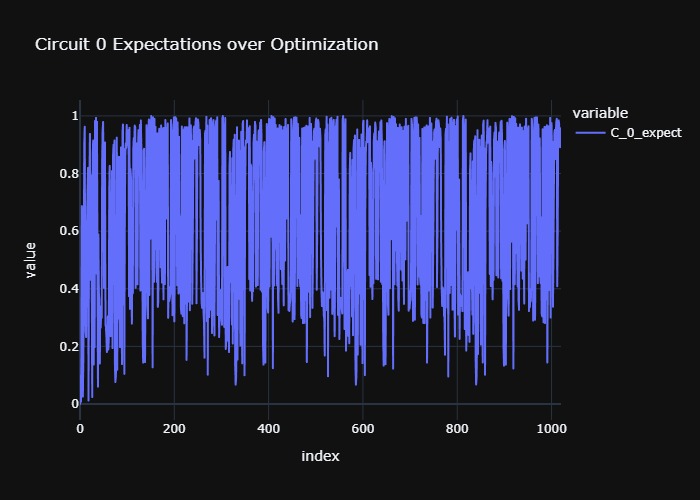 Circuit 0 Expectations over Optimization
variable
C_0_expect
value
1
0.8
0.6
0.4
0.2
0
0 200 400 600 800 1000
index